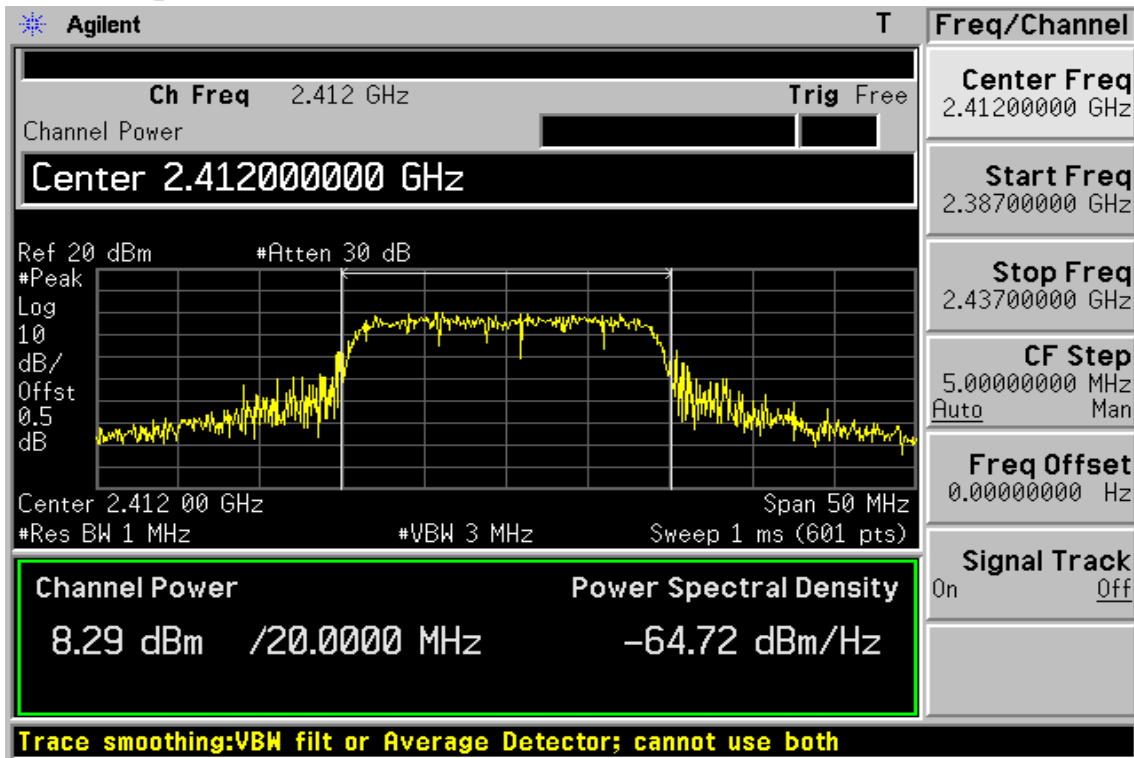 Agilent T
Ch Freq 2.412 GHz Trig Free
Channel Power
Center 2.412000000 GHz
Ref 20 dBm #Atten 30 dB
#Peak
Log
10
dB/
Offst
0.5
dB
Center 2.412 00 GHz Span 50 MHz
#Res BW 1 MHz #VBW 3 MHz Sweep 1 ms (601 pts)
Channel Power Power Spectral Density
8.29 dBm /20.0000 MHz -64.72 dBm/Hz
Trace smoothing:VBW filt or Average Detector; cannot use both
Freq/Channel
Center Freq
2.41200000 GHz
Start Freq
2.38700000 GHz
Stop Freq
2.43700000 GHz
CF Step
5.00000000 MHz
Auto Man
Freq Offset
0.00000000 Hz
Signal Track
On Off